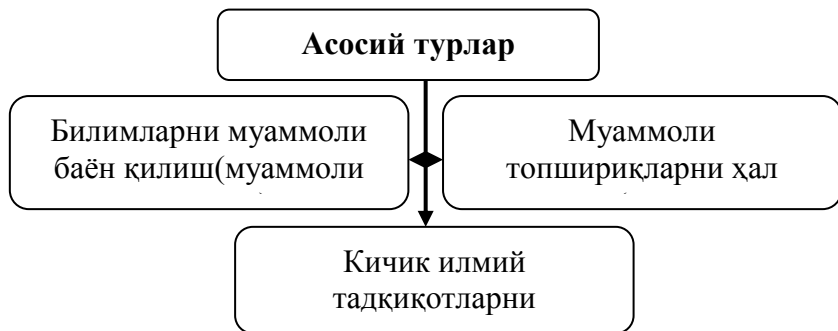 Асосий турлар
Билимларни муаммоли
баён қилиш(муаммоли
Муаммоли
топшириқларни ҳал
Кичик илмий
тадқиқотларни